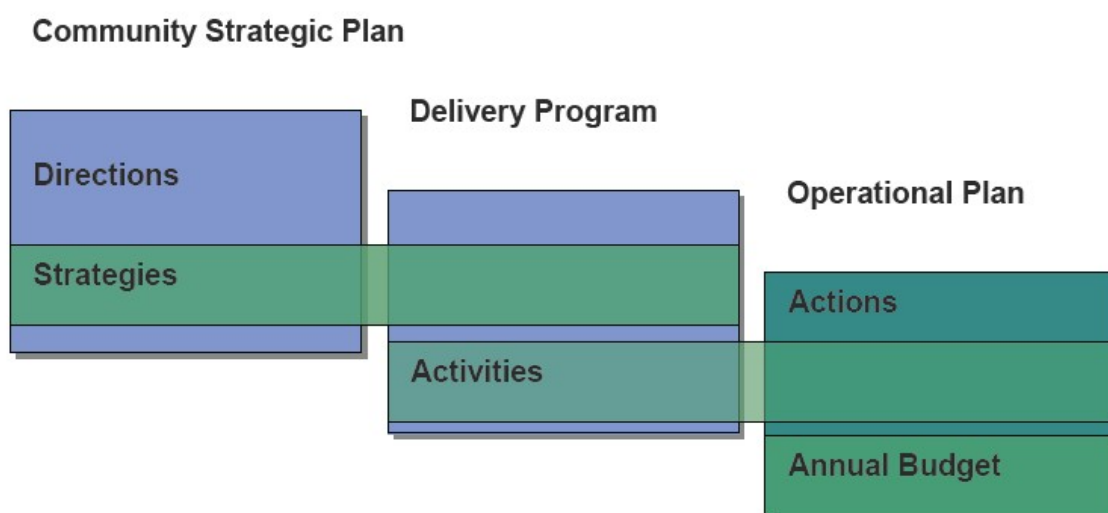 Community Strategic Plan
Delivery Program
Directions
Operational Plan
Strategies
Actions
Activities
Annual Budget